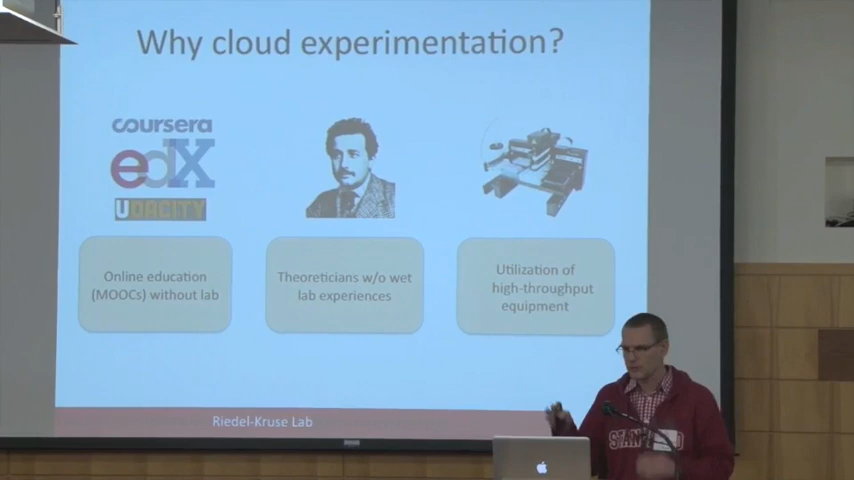 Why cloud experimentation?
coursera
edX
UDACITY
Online education
(MOOCs) without lab
Theoreticians w/o wet
lab experiences
Utilization of
high-throughput
equipment
Riedel-Kruse Lab